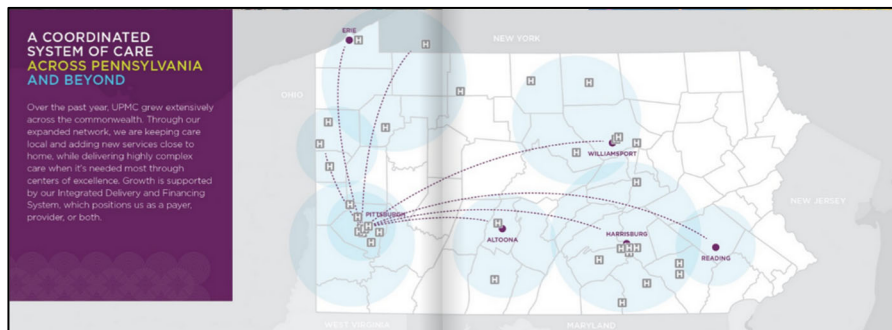 A COORDINATED
SYSTEM OF CARE
ACROSS PENNSYLVANIA
AND BEYOND
Over the past year, UPMC grew extensively
across the commonwealth. Through our
expanded network, we are keeping care
local and adding new services close to
home, while delivering highly complex
care when it's needed most through
centers of excellence. Growth is supported
by our Integrated Delivery and Financing
System, which positions us as a payer,
provider, or both.
ERIE
H
H
NEW YORK
OHIO
H
H
H
H
H
H
H
H
H
H
H
WILLIAMSPORT
H
H
NEW JERSEY
H
PITTSBURGH
H
H
H
H
H
H
ALTOONA
HARRISBURG
H
H
H
H
READING
H
H
H
H
H
H
H
WEST VIRGINIA
MARYLAND